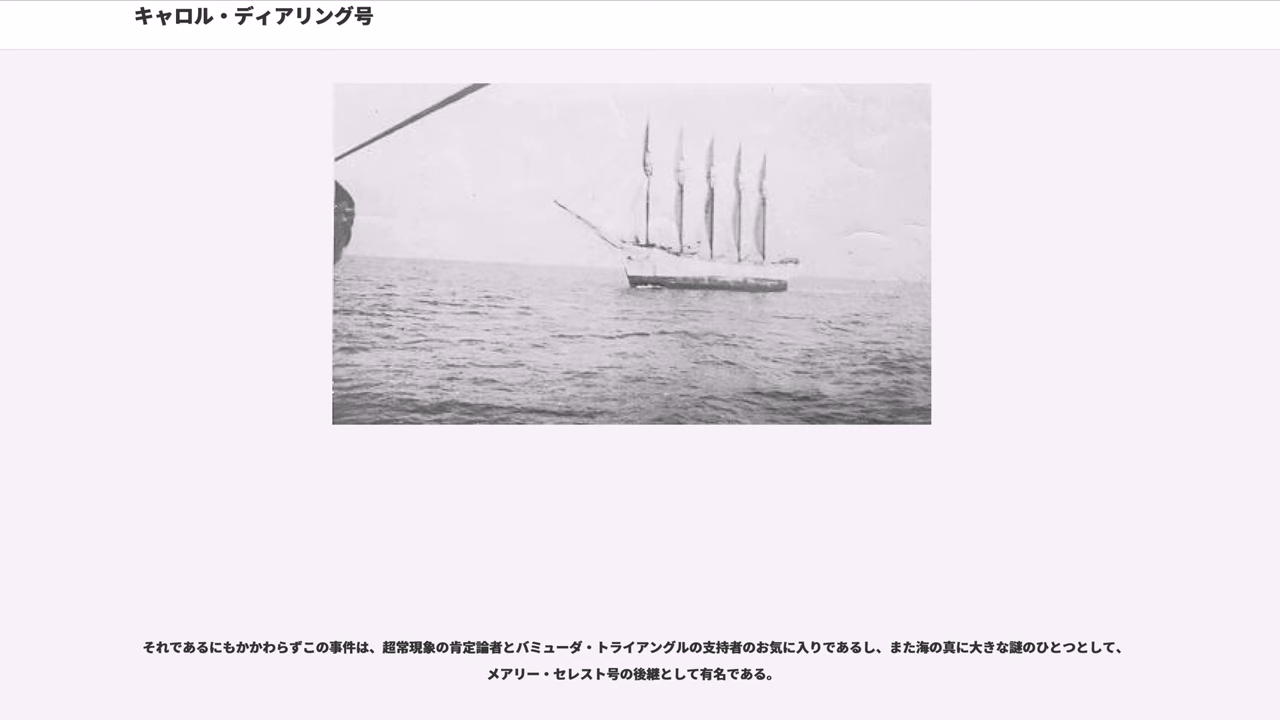 キャロル・ディアリング号
それであるにもかかわらずこの事件は、超常現象の肯定論者とバミューダ・トライアングルの支持者のお気に入りであるし、また海の真に大きな謎のひとつとして、
メアリー・セレスト号の後継として有名である。